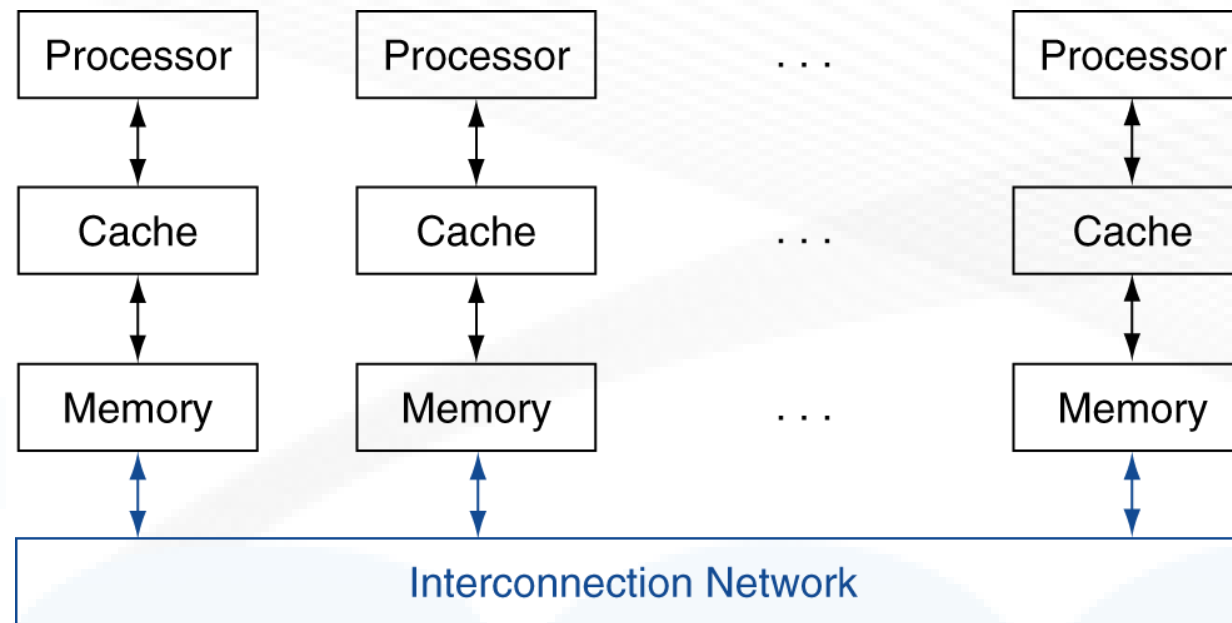 Processor Processor . . . Processor
Cache Cache . . . Cache
Memory Memory . . . Memory
Interconnection Network